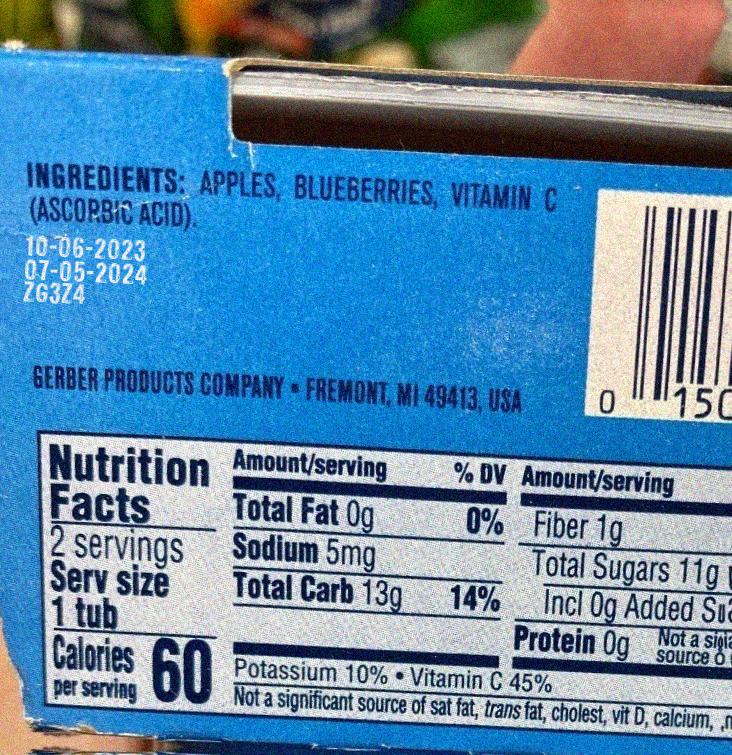 INGREDIENTS: APPLES, BLUEBERRIES, VITAMIN C
(ASCORBIC ACID).
10-06-2023
07-05-2024
ZG3Z4
GERBER PRODUCTS COMPANY • FREMONT, MI 49413, USA
0 150
Nutrition
Facts
2 servings
Serv size
1 tub
Calories 60
per serving
Amount/serving % DV
Total Fat 0g 0%
Sodium 5mg
Total Carb 13g 14%
Amount/serving
Fiber 1g
Total Sugars 11g
Incl 0g Added
Protein 0g Not a
source o
Potassium 10% • Vitamin C 45%
Not a significant source of sat fat, trans fat, cholest, vit D, calcium,